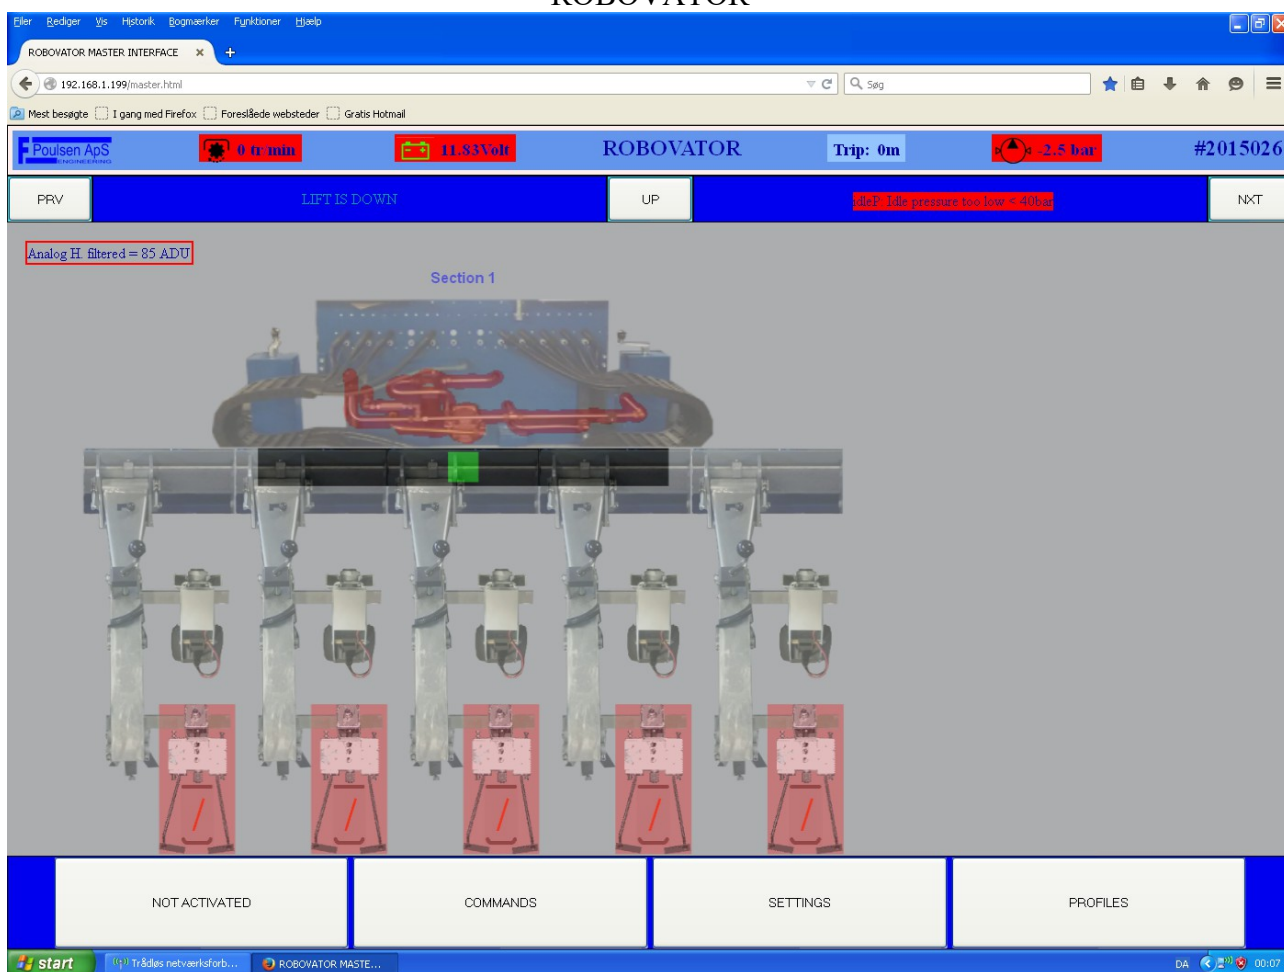 ROBOVATOR
Filer Rediger Vis Historik Bogmærker Funktioner Hjælp
ROBOVATOR MASTER INTERFACE × +
192.168.1.199/master.html Søg
Mest besøgte I gang med Firefox Foreslåede websteder Gratis Hotmail
F Poulsen ApS 0 tr/min 11.83Volt ROBOVATOR Trip: 0m -2.5 bar #2015026
ENGINEERING
PRV LIFT IS DOWN UP idleP: Idle pressure too low < 40bar NXT
Analog H. filtered = 85 ADU
Section 1
NOT ACTIVATED COMMANDS SETTINGS PROFILES
start Trådløs netværksforb... ROBOVATOR MASTE... DA 00:07